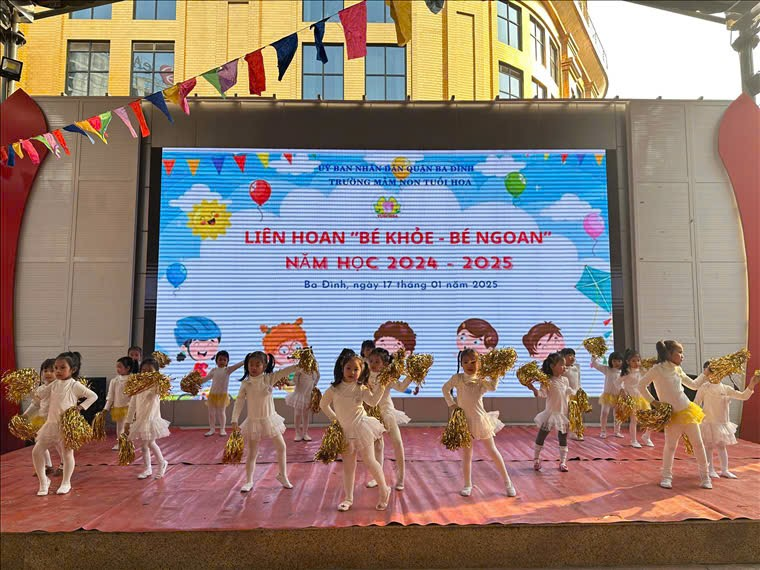 ỦY BAN NHÂN DÂN QUẬN BA ĐÌNH
TRƯỜNG MẦM NON TUỔI HOA
LIÊN HOAN "BÉ KHỎE - BÉ NGOAN"
NĂM HỌC 2024 - 2025
Ba Đình, ngày 17 tháng 01 năm 2025